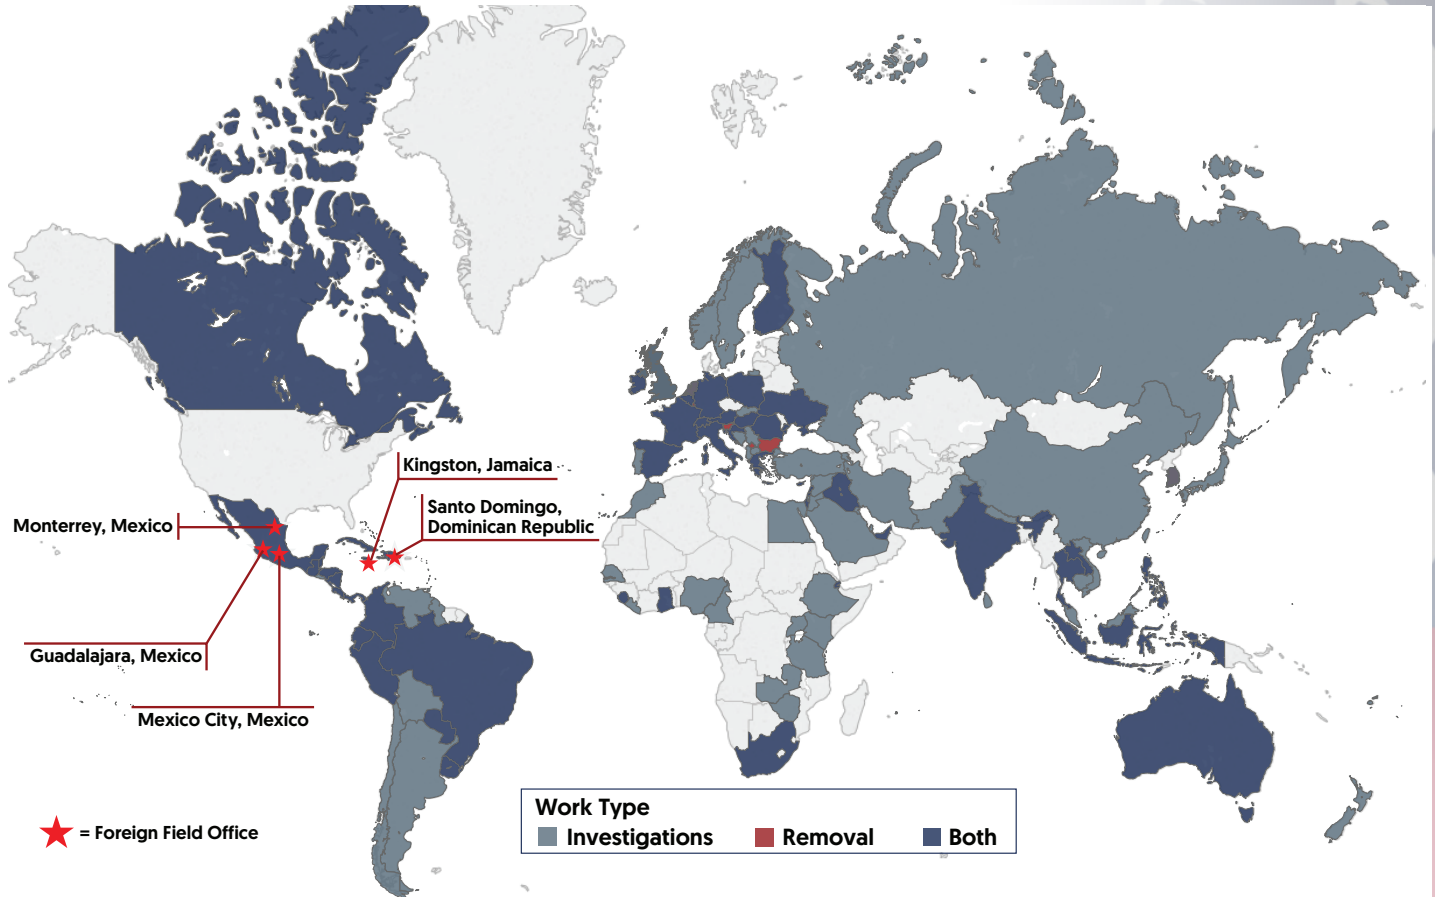 Kingston, Jamaica
Santo Domingo,
Dominican Republic
Monterrey, Mexico
Guadalajara, Mexico
Mexico City, Mexico
= Foreign Field Office
Work Type
Investigations
Removal
Both